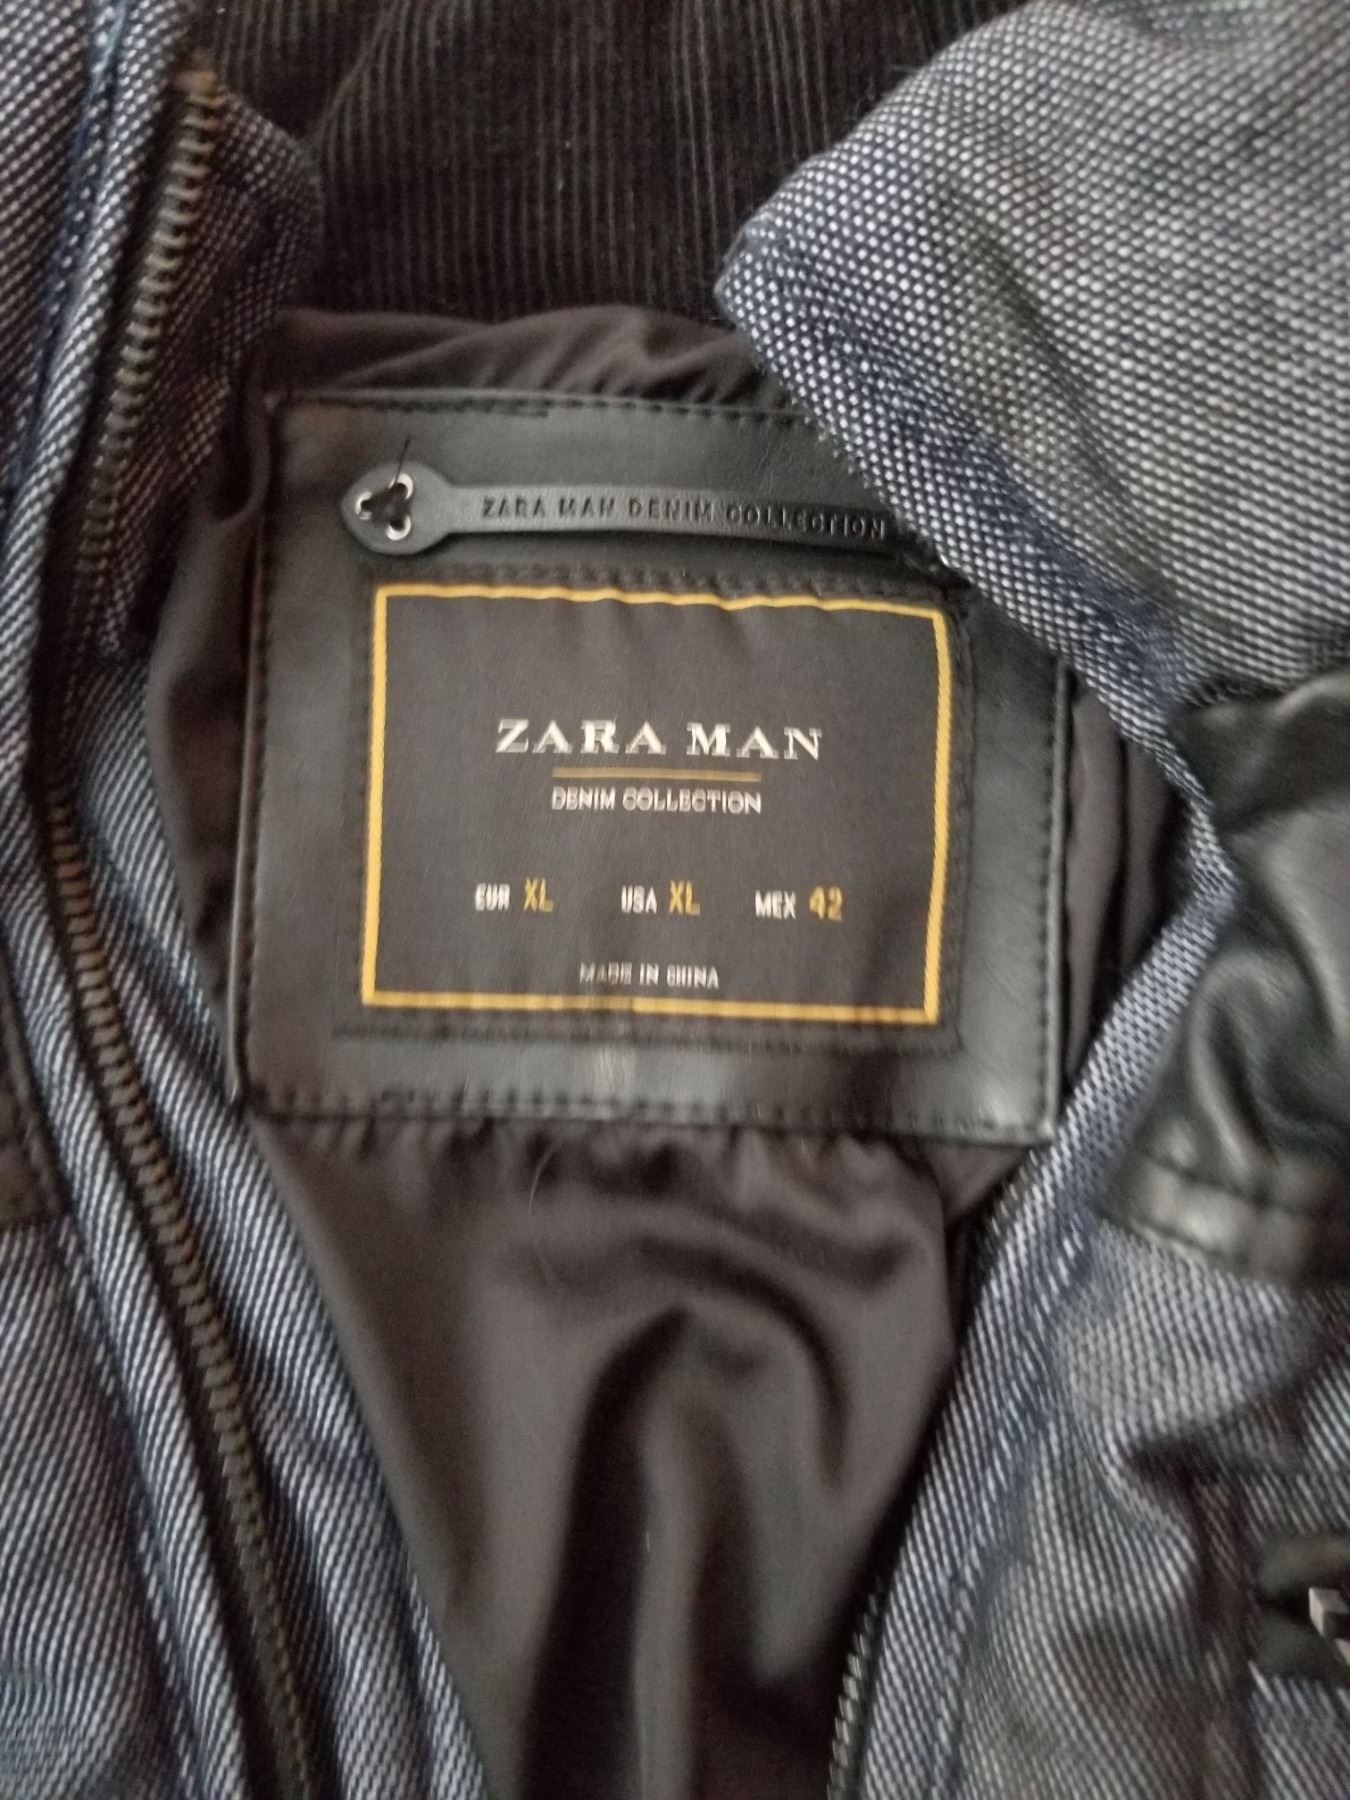 ZARA MAN DENIM COLLECTION
ZARA MAN
DENIM COLLECTION
EUR XL USA XL MEX 42
MADE IN CHINA